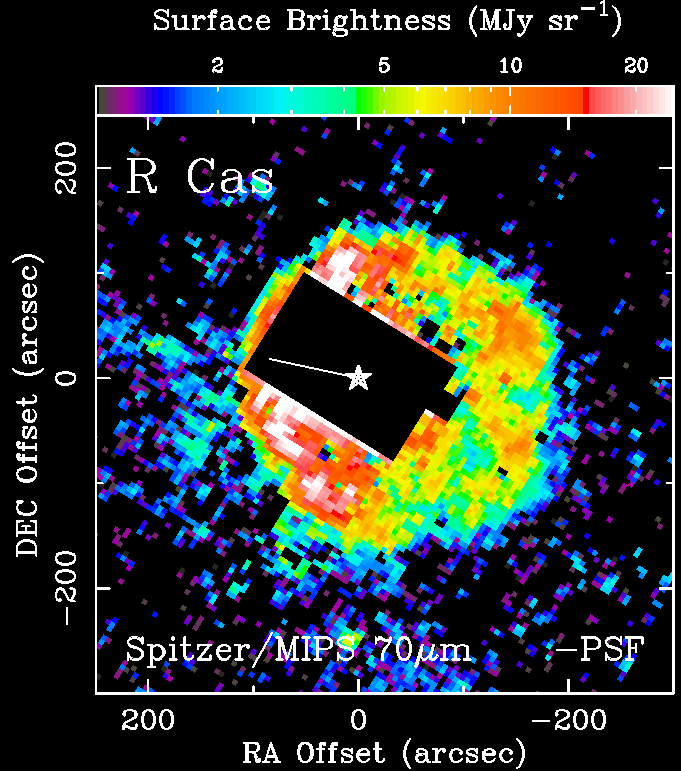 Surface Brightness (MJy sr⁻¹)
2 5 10 20
R Cas
200
0
−200
DEC Offset (arcsec)
Spitzer/MIPS 70μm −PSF
200 0 −200
RA Offset (arcsec)